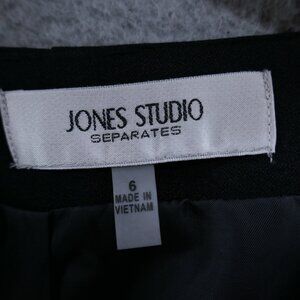 JONES STUDIO
SEPARATES
6
MADE IN
VIETNAM